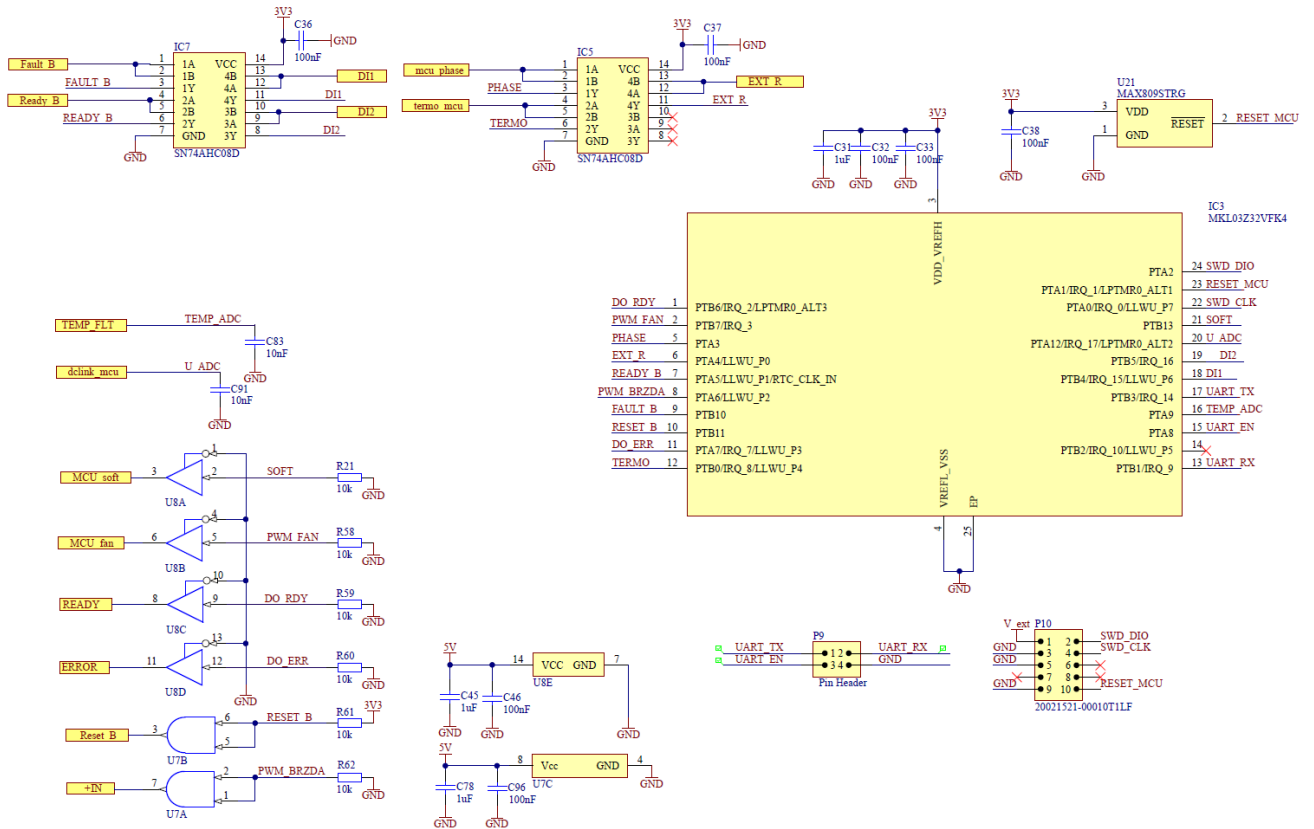 3V3
C36
GND
100nF
IC7
Fault_B
1 1A VCC 14
2 1B 4B 13
FAULT_B 3 1Y 4A 12 DI1
Ready_B 4 2A 4Y 11 DI1
5 2B 3B 10 DI2
READY_B 6 2Y 3A 9
7 GND 3Y 8 DI2
GND
SN74AHC08D
3V3
C37
GND
100nF
IC5
mcu_phase 1 1A VCC 14
2 1B 4B 13 EXT_R
PHASE 3 1Y 4A 12
termo_mcu 4 2A 4Y 11 EXT_R
5 2B 3B 10
TERMO 6 2Y 3A 9
7 GND 3Y 8
GND
SN74AHC08D
U21
MAX809STRG
3V3
3 VDD
RESET 2 RESET_MCU
1 GND
C38
100nF
GND
GND
3V3
C31
1uF
C32
100nF
C33
100nF
GND
GND
GND
IC3
MKL03Z32VFK4
3
VDD_VREFH
DO_RDY 1 PTB6/IRQ_2/LPTMR0_ALT3
PWM_FAN 2 PTB7/IRQ_3
PHASE 5 PTA3
EXT_R 6 PTA4/LLWU_P0
READY_B 7 PTA5/LLWU_P1/RTC_CLK_IN
PWM_BRZDA 8 PTA6/LLWU_P2
FAULT_B 9 PTB10
RESET_B 10 PTB11
DO_ERR 11 PTA7/IRQ_7/LLWU_P3
TERMO 12 PTB0/IRQ_8/LLWU_P4
PTA2 24 SWD_DIO
PTA1/IRQ_1/LPTMR0_ALT1 23 RESET_MCU
PTA0/IRQ_0/LLWU_P7 22 SWD_CLK
PTB13 21 SOFT
PTA12/IRQ_17/LPTMR0_ALT2 20 U_ADC
PTB5/IRQ_16 19 DI2
PTB4/IRQ_15/LLWU_P6 18 DI1
PTB3/IRQ_14 17 UART_TX
PTA9 16 TEMP_ADC
PTA8 15 UART_EN
PTB2/IRQ_10/LLWU_P5 14
PTB1/IRQ_9 13 UART_RX
VREFL_VSS
EP
4
25
GND
TEMP_FLT TEMP_ADC
C83
10nF
GND
dclink_mcu U_ADC
C91
10nF
GND
1
MCU_soft 3 2 SOFT R21
10k
GND
U8A
4
MCU_fan 6 5 PWM_FAN R58
10k
GND
U8B
10
READY 8 9 DO_RDY R59
10k
GND
U8C
13
ERROR 11 12 DO_ERR R60
10k
GND
U8D
GND
3V3
Reset_B 3 6 RESET_B R61
5
10k
U7B
+IN 7 2 PWM_BRZDA R62
1
10k
GND
U7A
5V
14 VCC GND 7
U8E
C45
1uF
C46
100nF
GND
GND
GND
5V
8 Vcc GND 4
GND
U7C
C78
1uF
C96
100nF
GND
GND
P9
UART_TX 1 2 UART_RX
UART_EN 3 4 GND
Pin Header
V_ext P10
1 2 SWD_DIO
GND 3 4 SWD_CLK
GND 5 6
7 8
GND 9 10 RESET_MCU
20021521-00010T1LF